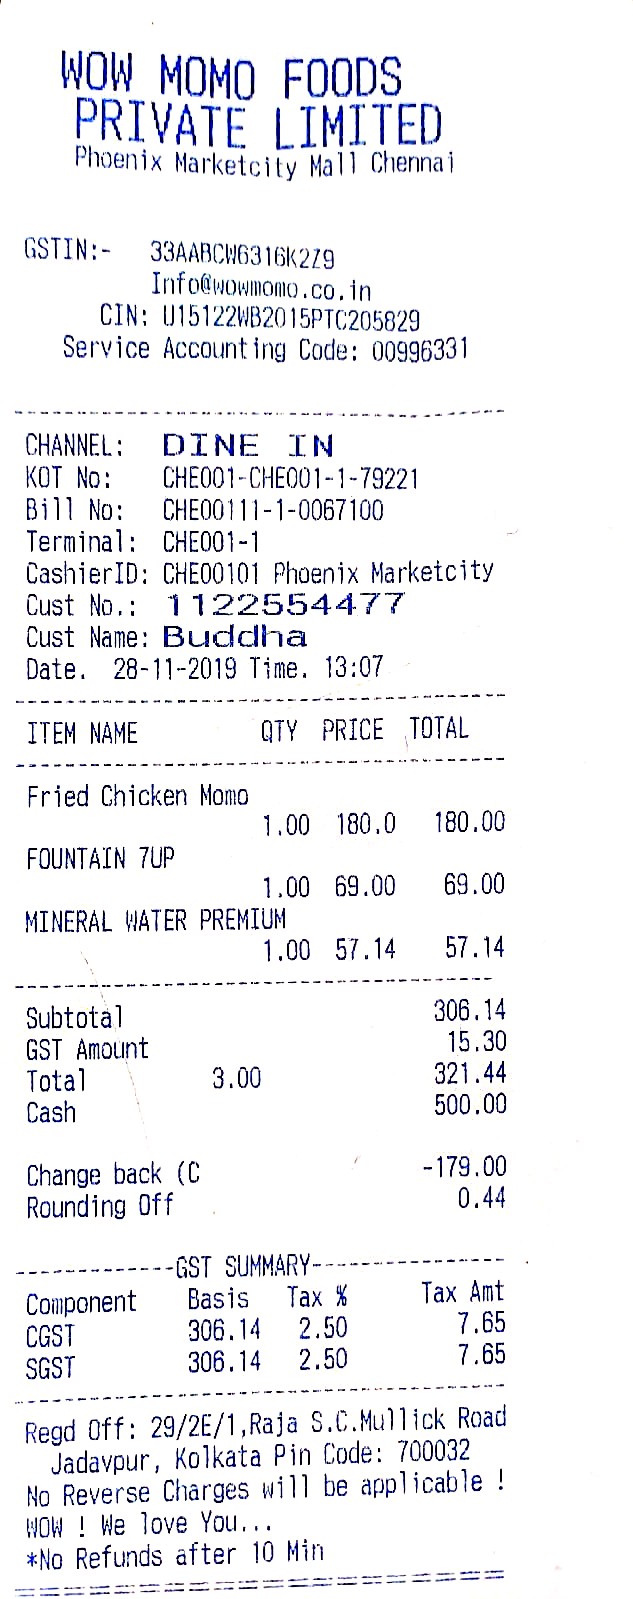 WOW MOMO FOODS
PRIVATE LIMITED
Phoenix Marketcity Mall Chennai
GSTIN:- 33AABCW6316K2Z9
Info@wowmomo.co.in
CIN: U15122WB2015PTC205829
Service Accounting Code: 00996331
CHANNEL: DINE IN
KOT No: CHE001-CHE001-1-79221
Bill No: CHE00111-1-0067100
Terminal: CHE001-1
CashierID: CHE00101 Phoenix Marketcity
Cust No.: 1122554477
Cust Name: Buddha
Date. 28-11-2019 Time. 13:07
ITEM NAME QTY PRICE TOTAL
Fried Chicken Momo
1.00 180.0 180.00
FOUNTAIN 7UP
1.00 69.00 69.00
MINERAL WATER PREMIUM
1.00 57.14 57.14
Subtotal 306.14
GST Amount 15.30
Total 3.00 321.44
Cash 500.00
Change back (C -179.00
Rounding Off 0.44
------------GST SUMMARY---------------
Component Basis Tax % Tax Amt
CGST 306.14 2.50 7.65
SGST 306.14 2.50 7.65
Regd Off: 29/2E/1,Raja S.C.Mullick Road
Jadavpur, Kolkata Pin Code: 700032
No Reverse Charges will be applicable !
WOW ! We love You...
*No Refunds after 10 Min